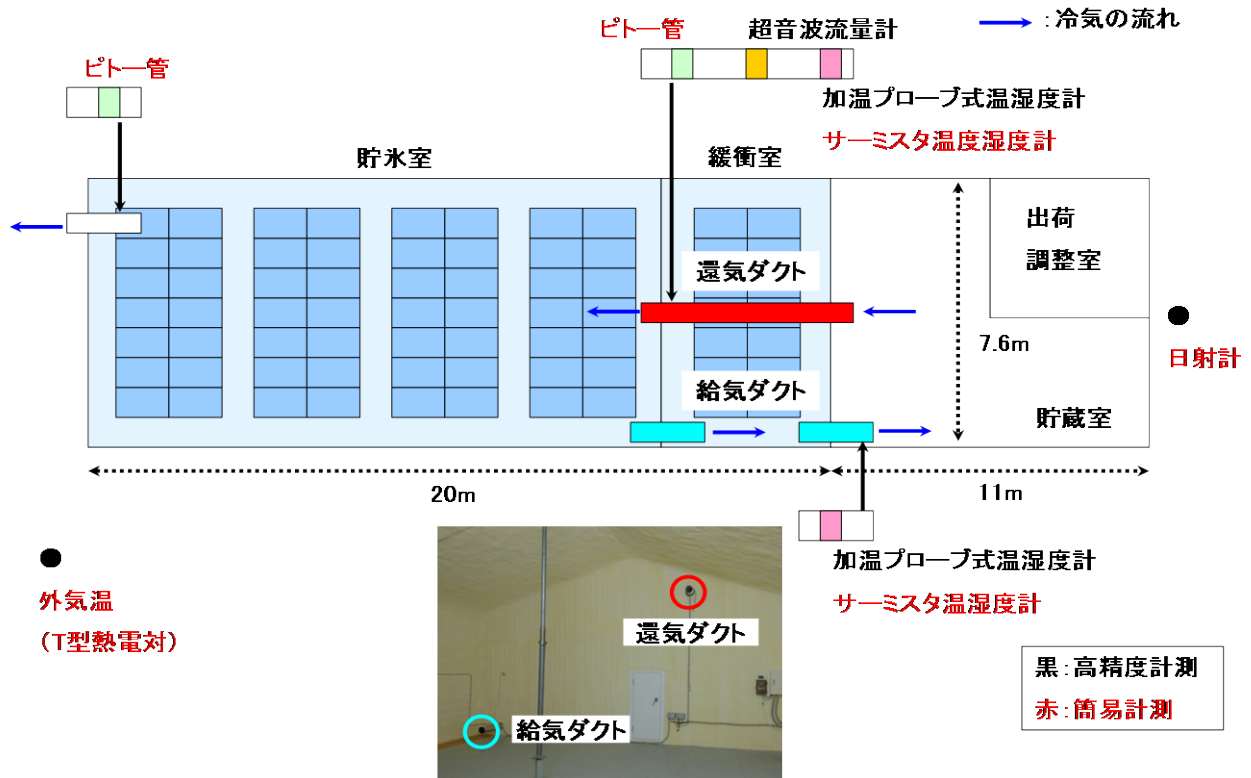 ピトー管
超音波流量計
:冷気の流れ
ピトー管
加温プローブ式温湿度計
サーミスタ温度湿度計
貯氷室
緩衝室
出荷
調整室
還気ダクト
7.6m
日射計
給気ダクト
貯蔵室
20m
11m
加温プローブ式温湿度計
サーミスタ温湿度計
外気温
(T型熱電対)
還気ダクト
給気ダクト
黒:高精度計測
赤:簡易計測